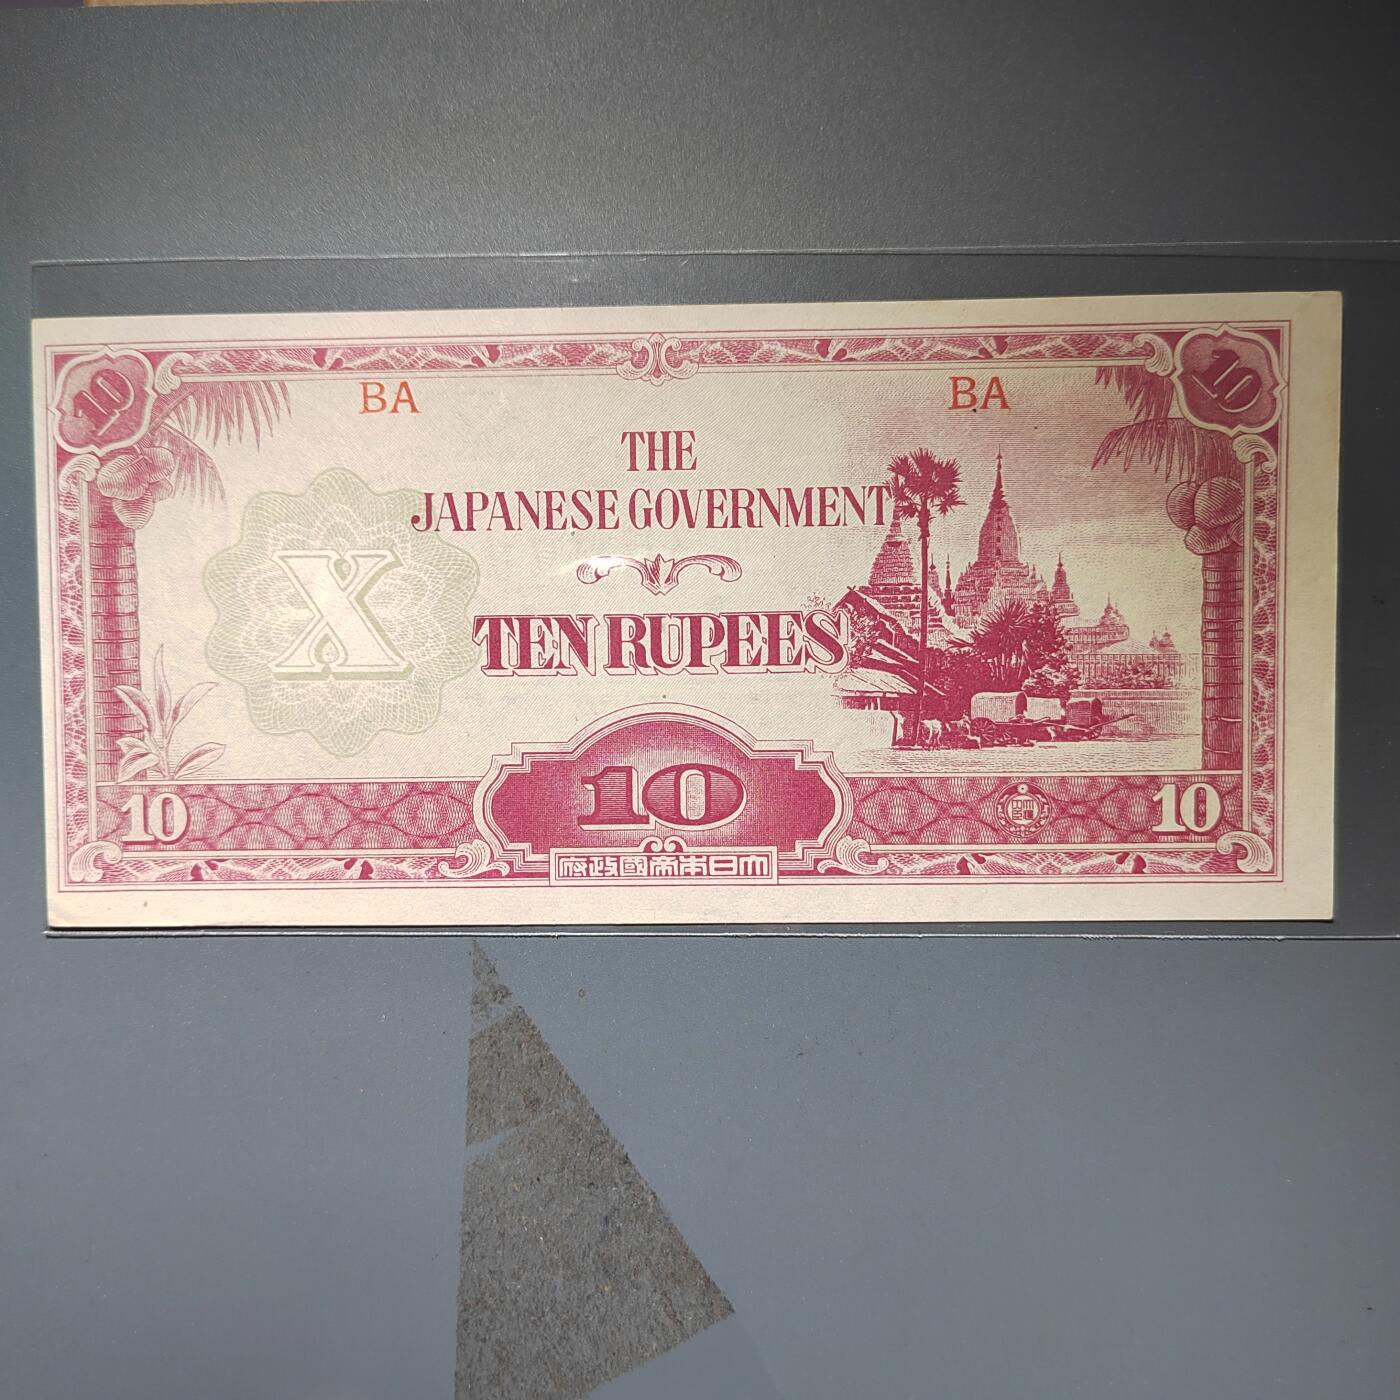 10
10
BA
BA
THE
JAPANESE GOVERNMENT
X
TEN RUPEES
10
10
10
府政國帝本日大